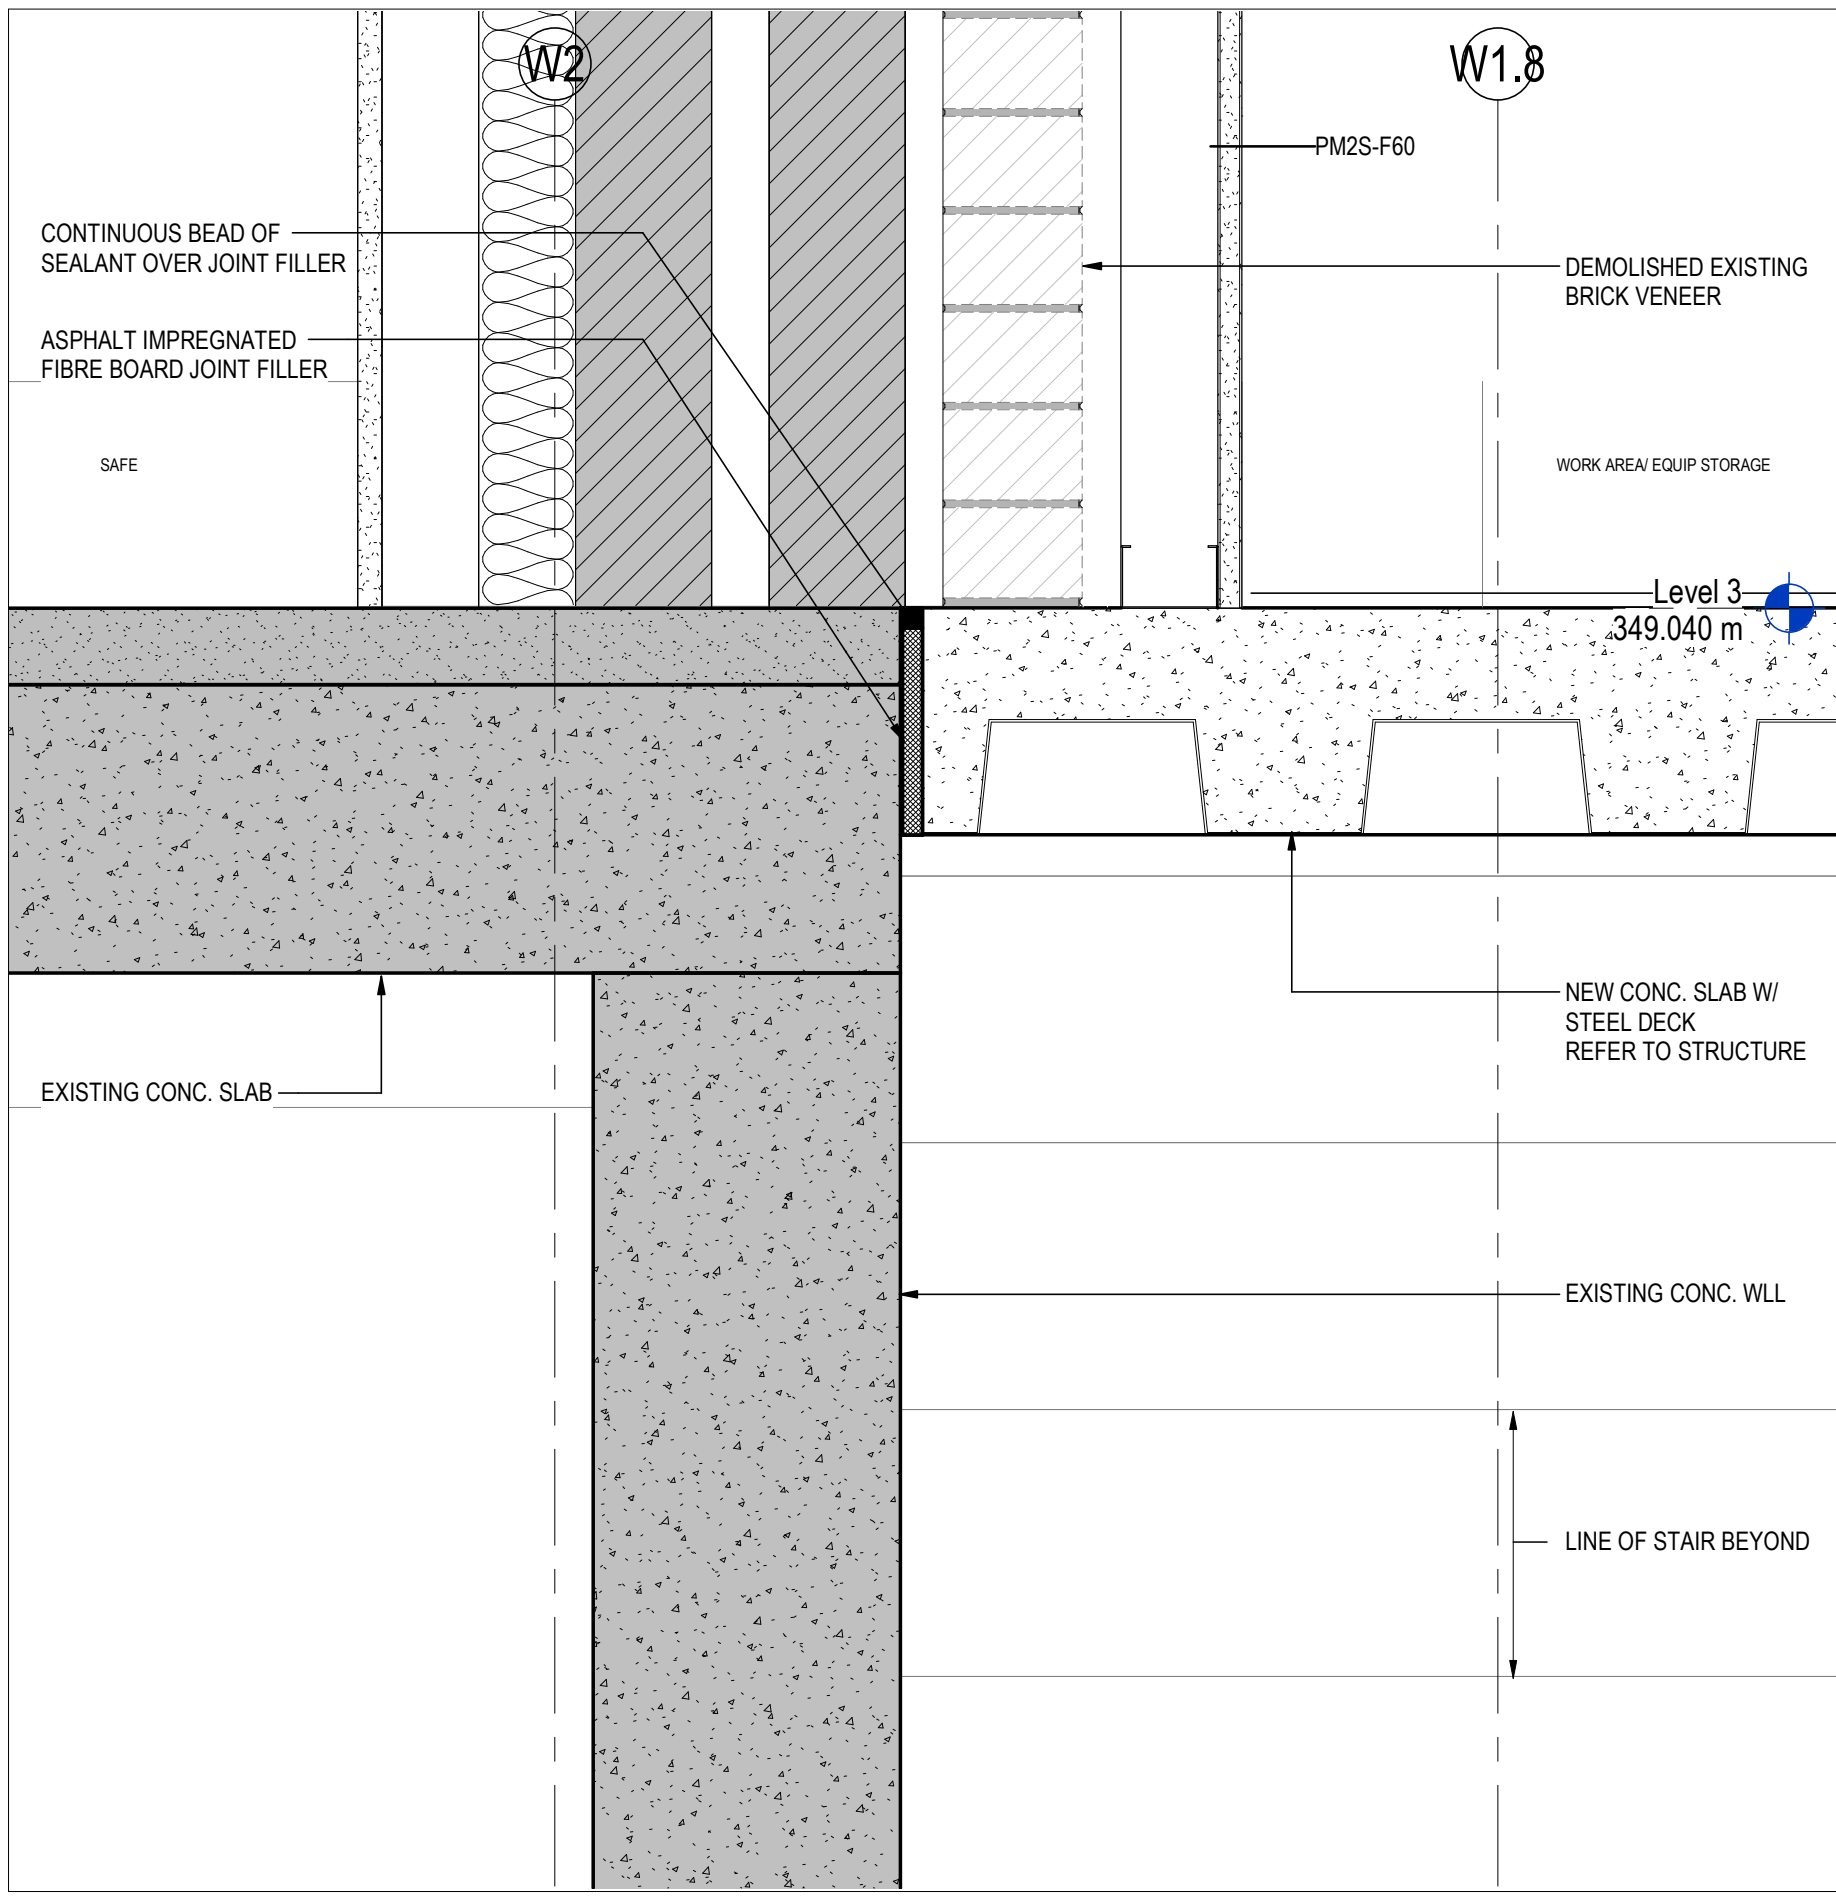 W2
W1.8
PM2S-F60
CONTINUOUS BEAD OF
SEALANT OVER JOINT FILLER
DEMOLISHED EXISTING
BRICK VENEER
ASPHALT IMPREGNATED
FIBRE BOARD JOINT FILLER
SAFE
WORK AREA/ EQUIP STORAGE
Level 3
349.040 m
NEW CONC. SLAB W/
STEEL DECK
REFER TO STRUCTURE
EXISTING CONC. SLAB
EXISTING CONC. WLL
LINE OF STAIR BEYOND